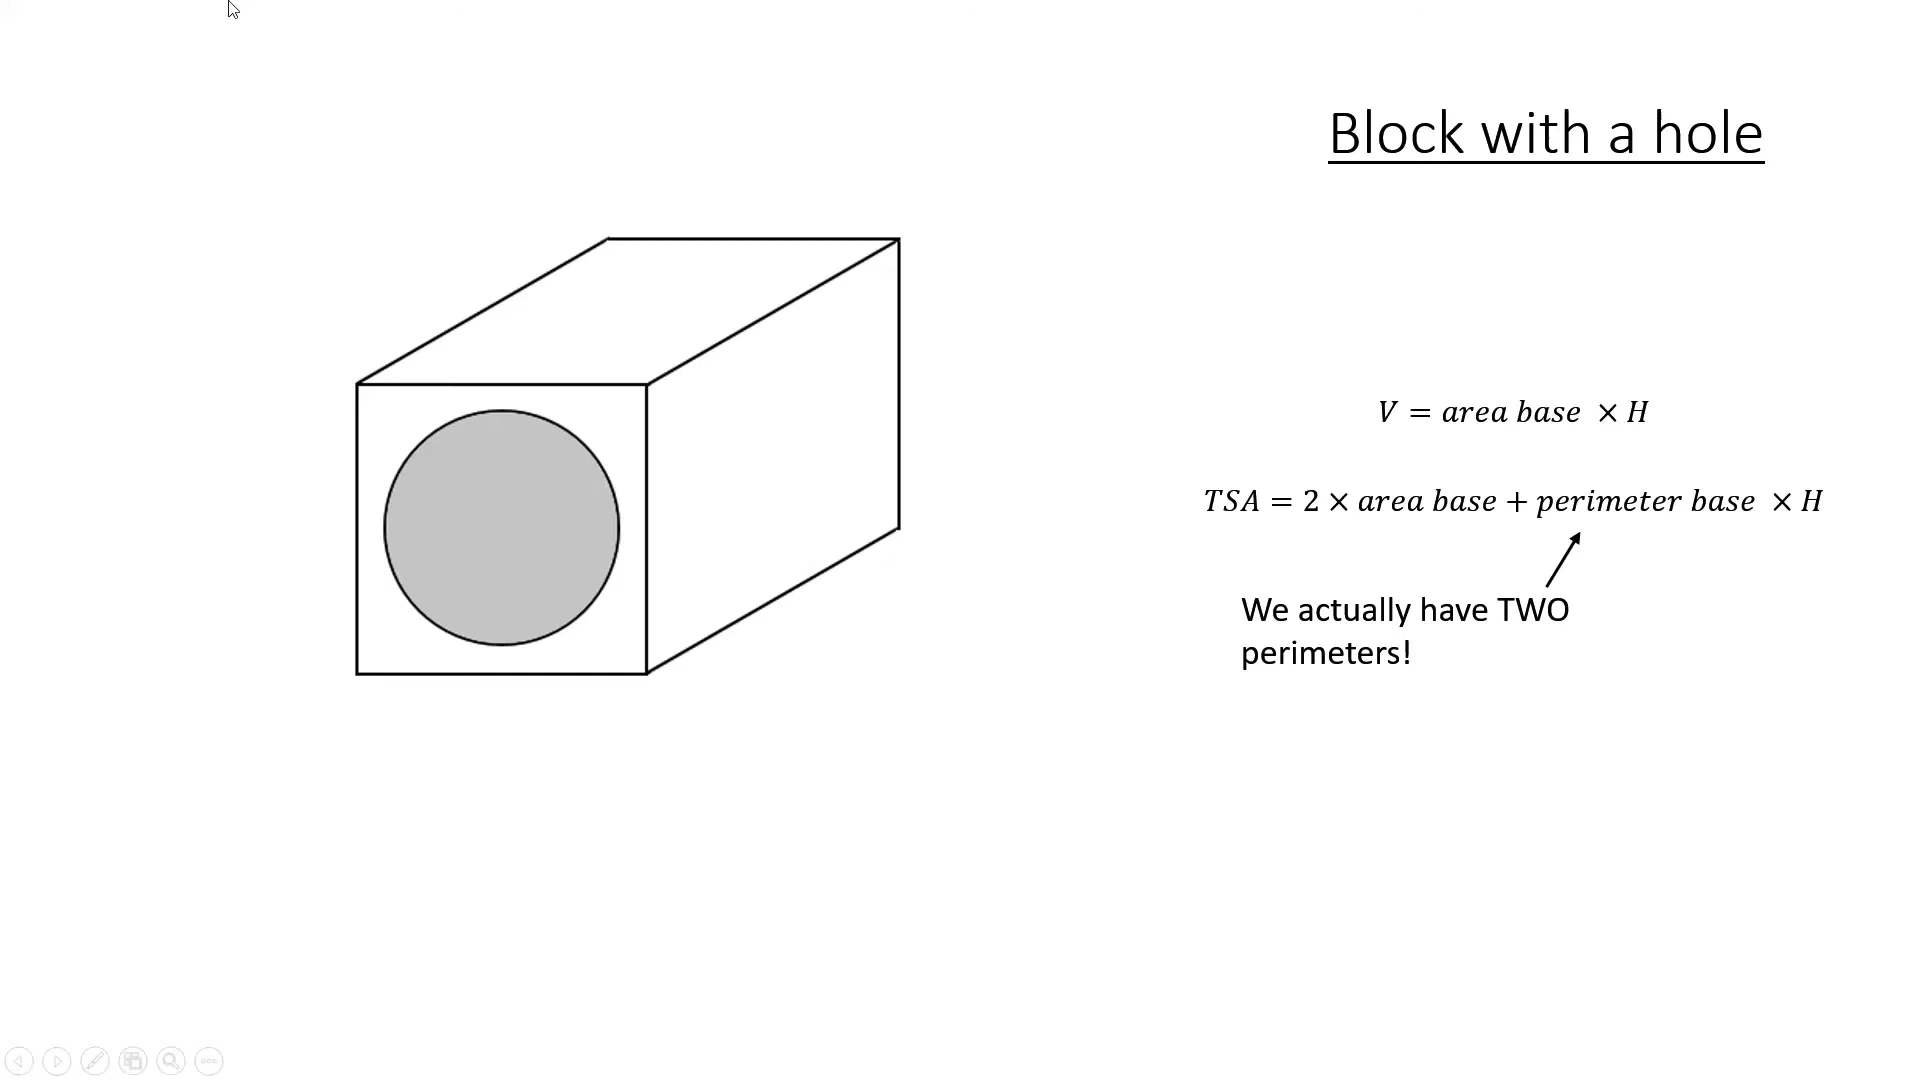 Block with a hole
V = area base × H
TSA = 2 × area base + perimeter base × H
We actually have TWO
perimeters!